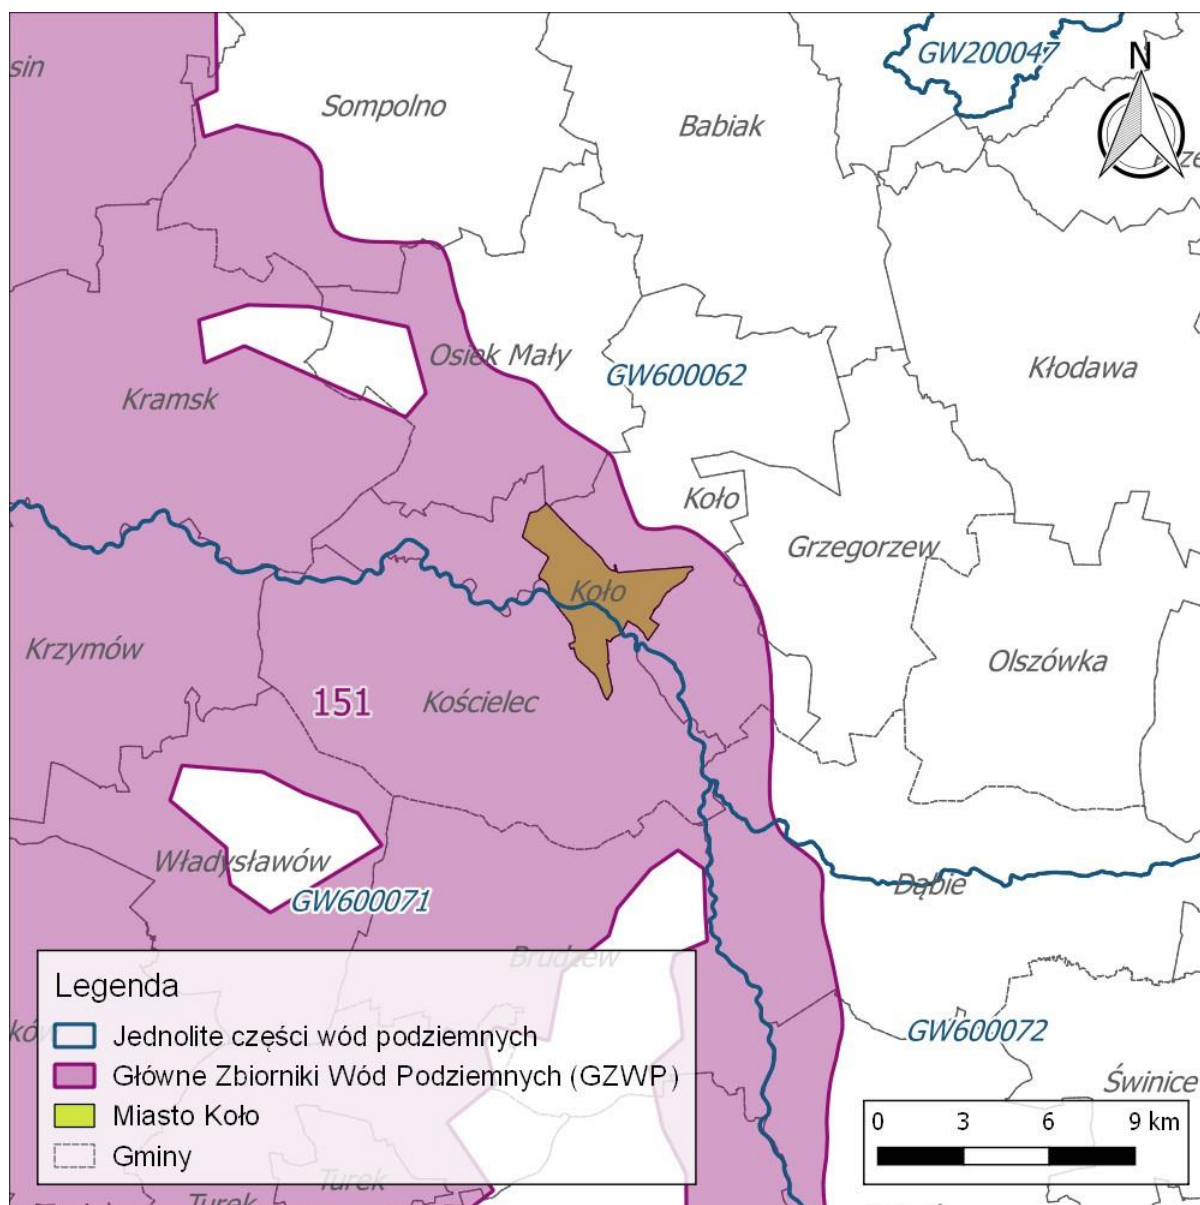 GW200047
N
sin
Sompolno
Babiak
Osiek Mały
GW600062
Kłodawa
Kramsk
Koło
Grzegorzew
Koło
Krzymów
151
Kościelec
Olszówka
Władysławów
GW600071
Dąbie
Brudzew
Legenda
Jednolite części wód podziemnych
Główne Zbiorniki Wód Podziemnych (GZWP)
Miasto Koło
Gminy
GW600072
Świnice
0 3 6 9 km
Turek
Turek